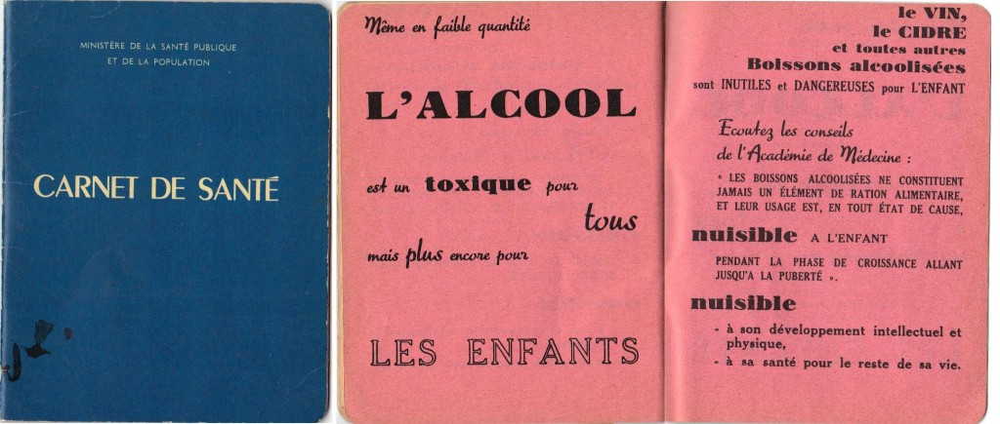 MINISTÈRE DE LA SANTÉ PUBLIQUE
ET DE LA POPULATION
CARNET DE SANTÉ
Même en faible quantité
L'ALCOOL
est un toxique pour
tous
mais plus encore pour
LES ENFANTS
le VIN,
le CIDRE
et toutes autres
Boissons alcoolisées
sont INUTILES et DANGEREUSES pour L'ENFANT
Ecoutez les conseils
de l'Académie de Médecine :
« LES BOISSONS ALCOOLISÉES NE CONSTITUENT
JAMAIS UN ÉLÉMENT DE RATION ALIMENTAIRE,
ET LEUR USAGE EST, EN TOUT ÉTAT DE CAUSE,
nuisible A L'ENFANT
PENDANT LA PHASE DE CROISSANCE ALLANT
JUSQU'A LA PUBERTÉ ».
nuisible
- à son développement intellectuel et
physique,
- à sa santé pour le reste de sa vie.